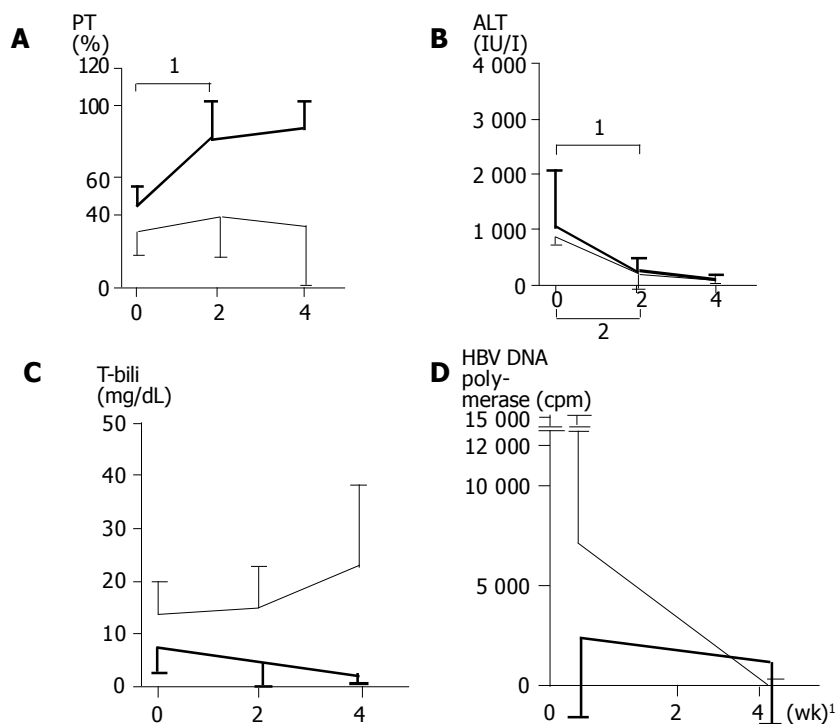 A
PT
(%)
120
100
60
40
0
1
0 2 4
B
ALT
(IU/l)
4 000
3 000
2 000
1 000
0
1
0 2 4
2
C
T-bili
(mg/dL)
50
40
30
20
10
0
0 2 4
D
HBV DNA
poly-
merase (cpm)
15 000
12 000
10 000
5 000
0
0 2 4 (wk)¹